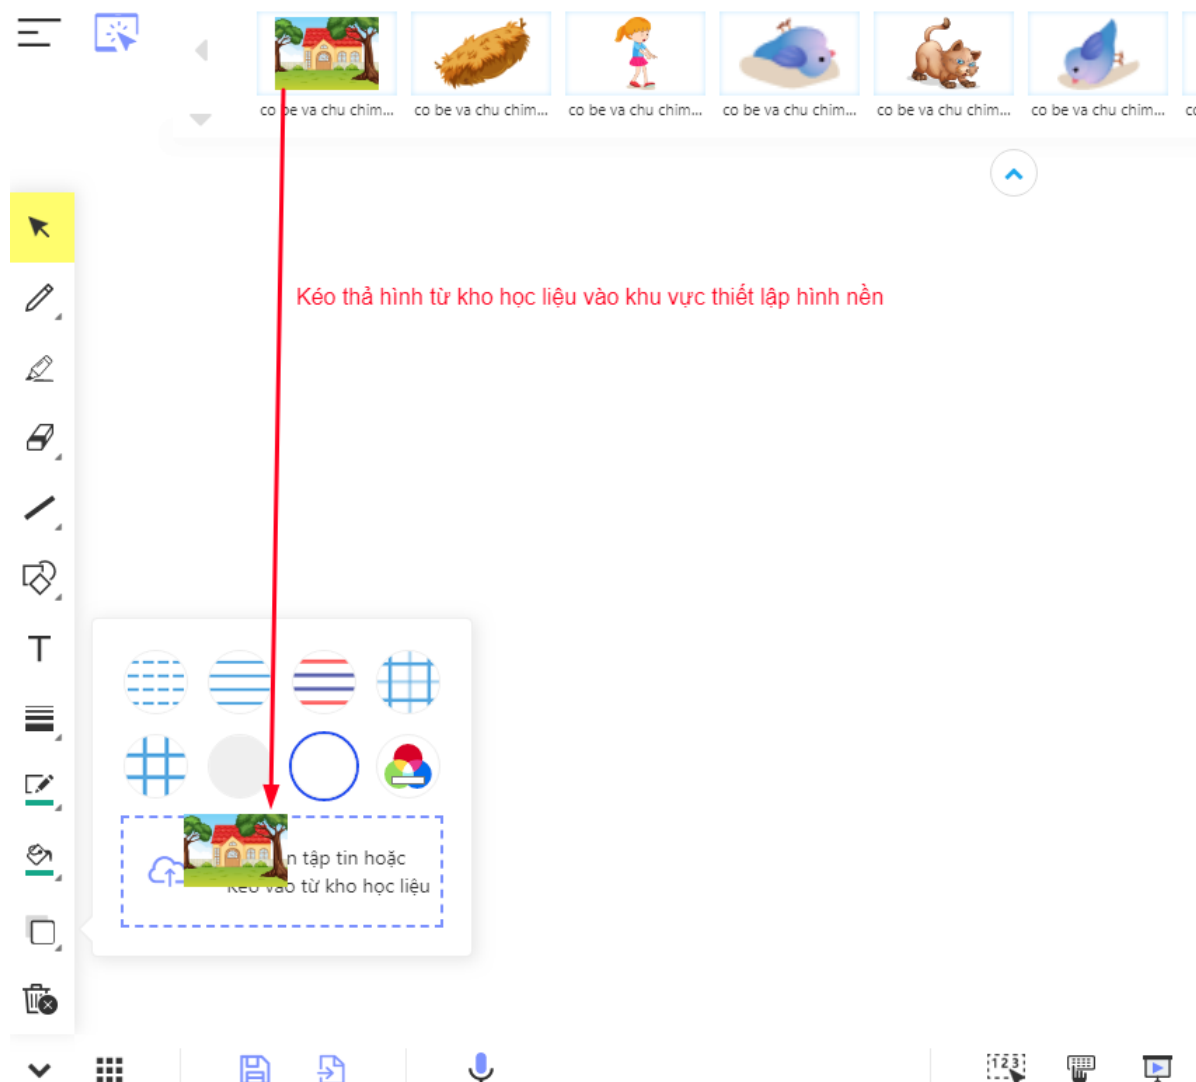 co be va chu chim... co be va chu chim... co be va chu chim... co be va chu chim... co be va chu chim... co be va chu chim...
Kéo thả hình từ kho học liệu vào khu vực thiết lập hình nền
T
tập tin hoặc
vào từ kho học liệu
123